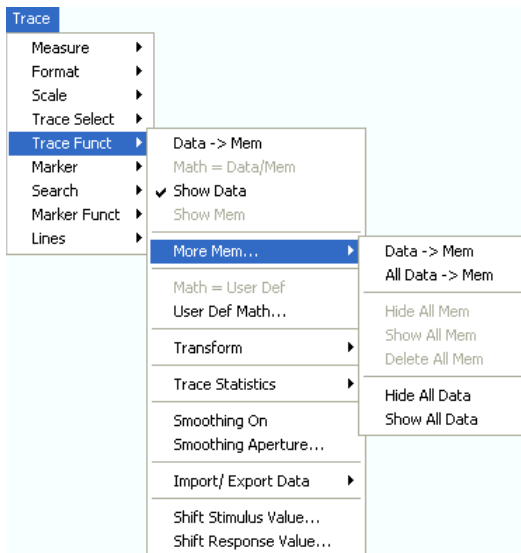 Trace
Measure
Format
Scale
Trace Select
Trace Funct
Marker
Search
Marker Funct
Lines
Data -> Mem
Math = Data/Mem
Show Data
Show Mem
More Mem...
Math = User Def
User Def Math...
Transform
Trace Statistics
Smoothing On
Smoothing Aperture...
Import/ Export Data
Shift Stimulus Value...
Shift Response Value...
Data -> Mem
All Data -> Mem
Hide All Mem
Show All Mem
Delete All Mem
Hide All Data
Show All Data